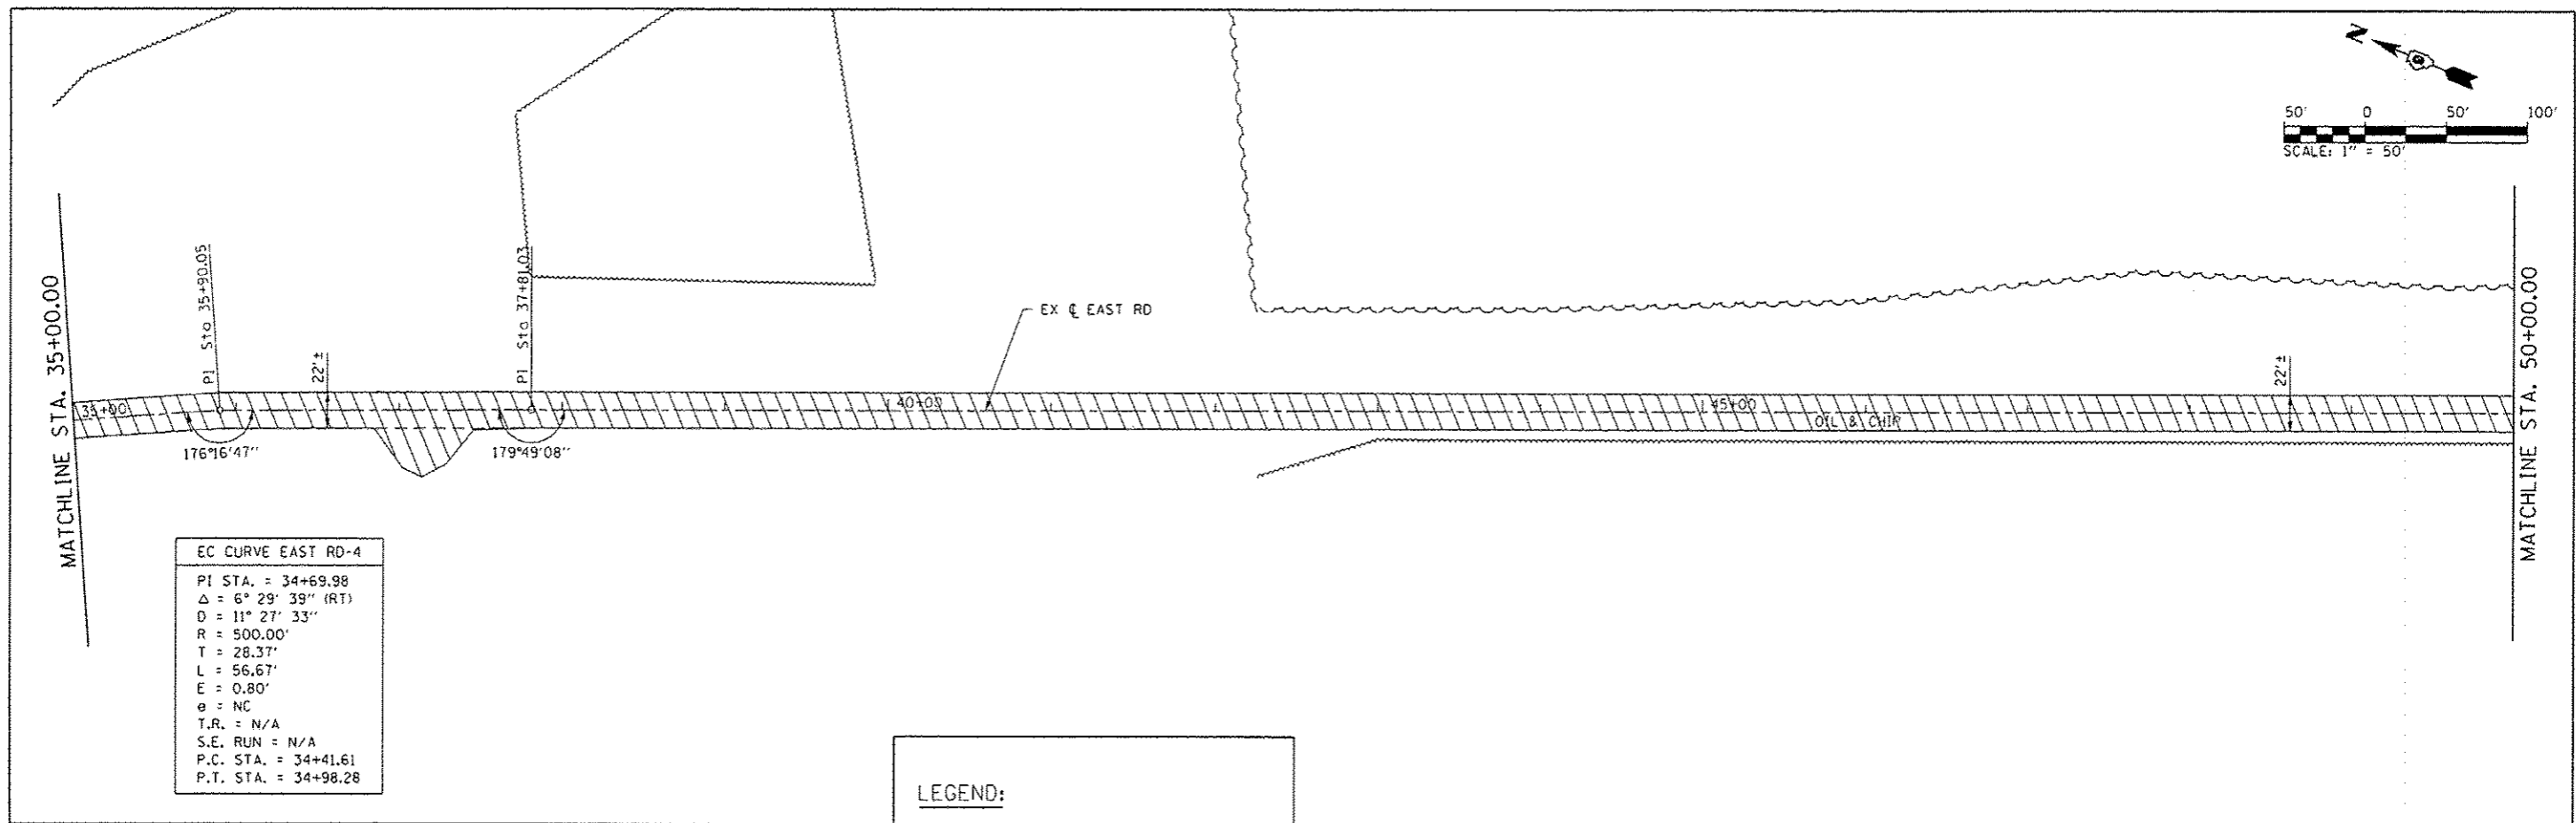 N
50' 0 50' 100'
SCALE: 1" = 50'
MATCHLINE STA. 35+00.00
PI Sta 35+90.05
22'±
PI Sta 37+81.03
EX ℄ EAST RD
MATCHLINE STA. 50+00.00
22'±
35+00
40+00
45+00
OIL & CHIP
176°16'47"
179°49'08"
EC CURVE EAST RD-4
PI STA. = 34+69.98
Δ = 6° 29' 39" (RT)
D = 11° 27' 33"
R = 500.00'
T = 28.37'
L = 56.67'
E = 0.80'
e = NC
T.R. = N/A
S.E. RUN = N/A
P.C. STA. = 34+41.61
P.T. STA. = 34+98.28
LEGEND: